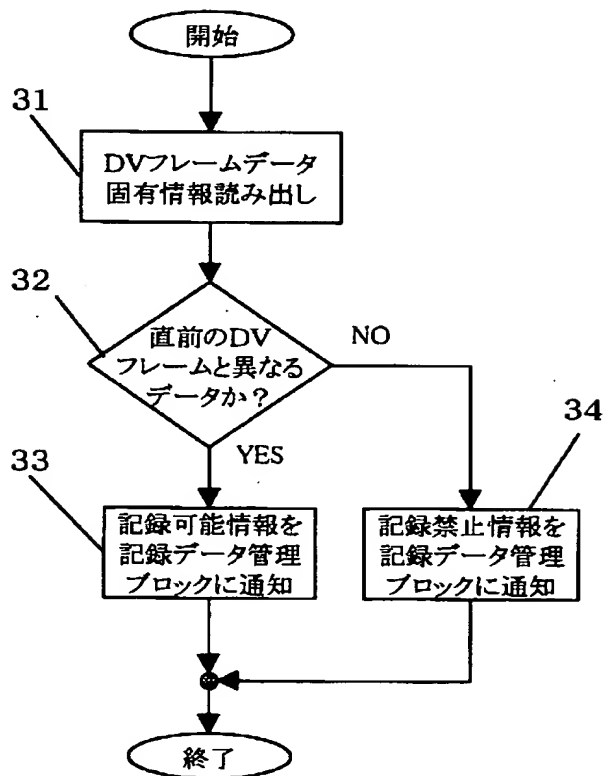 開始
31
DVフレームデータ
固有情報読み出し
32
直前のDV
フレームと異なる
データか？
NO
YES
33
記録可能情報を
記録データ管理
ブロックに通知
34
記録禁止情報を
記録データ管理
ブロックに通知
終了